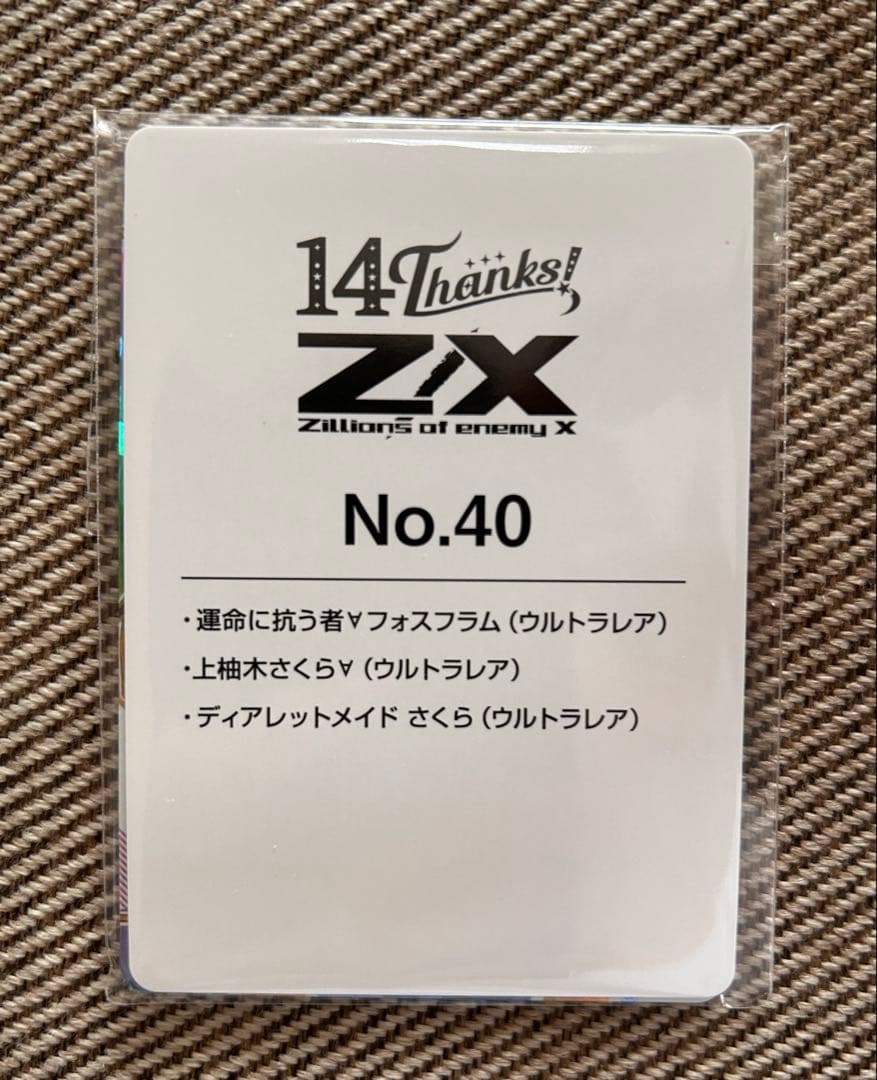 14 Thanks!
Z/X
Zillions of enemy X
No.40
・運命に抗う者∀フォスフラム（ウルトラレア）
・上柚木さくら∀（ウルトラレア）
・ディアレットメイド さくら（ウルトラレア）